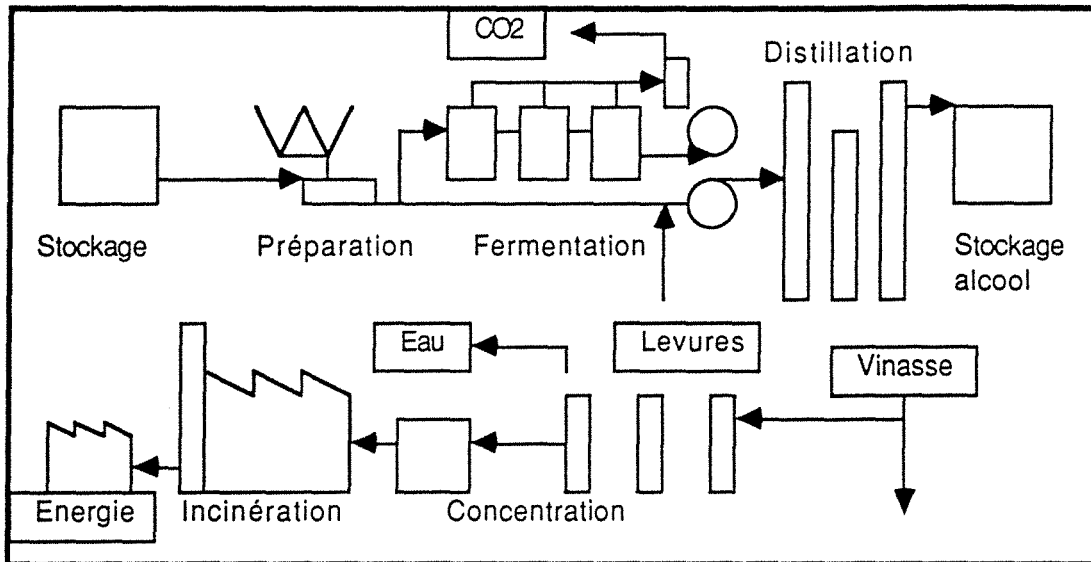 CO2
Distillation
Stockage
Préparation
Fermentation
Stockage
alcool
Eau
Levures
Vinasse
Energie
Incinération
Concentration